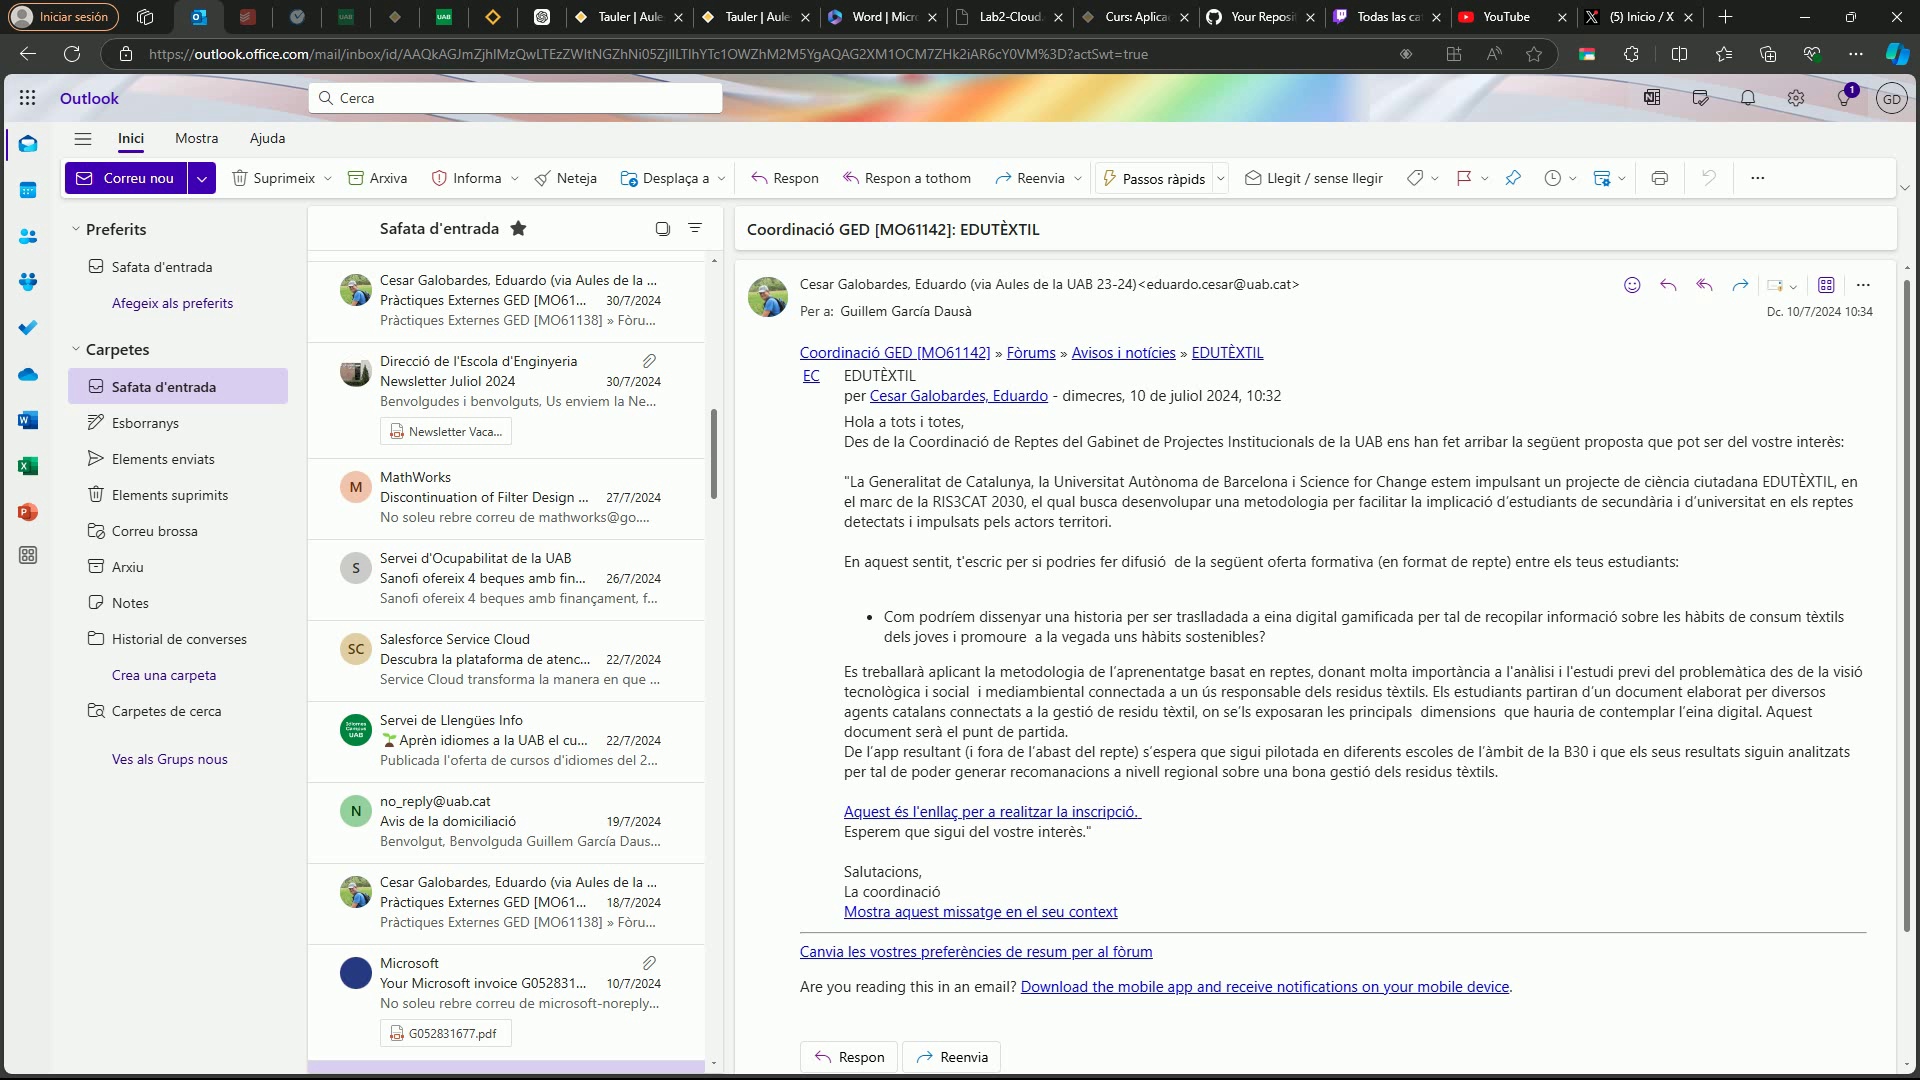 Iniciar sesión
Tauler | Aule
Tauler | Aule
Word | Micr
Lab2-Cloud
Curs: Aplica
Your Reposit
Todas las ca
YouTube
(5) Inicio / X
https://outlook.office.com/mail/inbox/id/
Outlook
Cerca
1
GD
Inici
Mostra
Ajuda
Correu nou
Suprimeix
Arxiva
Informa
Neteja
Desplaça a
Respon
Respon a tothom
Reenvia
Passos ràpids
Llegit / sense llegir
Preferits
Safata d'entrada
Afegeix als preferits
Carpetes
Safata d'entrada
Esborranys
Elements enviats
Elements suprimits
Correu brossa
Arxiu
Notes
Historial de converses
Crea una carpeta
Carpetes de cerca
Ves als Grups nous
Safata d'entrada
Cesar Galobardes, Eduardo (via Aules de la ...
Pràctiques Externes GED [MO61... 30/7/2024
Pràctiques Externes GED [MO61138] » Fòru...
Direcció de l'Escola d'Enginyeria
Newsletter Juliol 2024 30/7/2024
Benvolgudes i benvolguts, Us enviem la Ne...
Newsletter Vaca...
M
MathWorks
Discontinuation of Filter Design ... 27/7/2024
No soleu rebre correu de mathworks@go....
S
Servei d'Ocupabilitat de la UAB
Sanofi ofereix 4 beques amb fin... 26/7/2024
Sanofi ofereix 4 beques amb finançament, f...
SC
Salesforce Service Cloud
Descubra la plataforma de atenc... 22/7/2024
Service Cloud transforma la manera en que ...
Servei de Llengües Info
Aprèn idiomes a la UAB el cu... 22/7/2024
Publicada l'oferta de cursos d'idiomes del 2...
N
no_reply@uab.cat
Avis de la domiciliació 19/7/2024
Benvolgut, Benvolguda Guillem García Daus...
Cesar Galobardes, Eduardo (via Aules de la ...
Pràctiques Externes GED [MO61... 18/7/2024
Pràctiques Externes GED [MO61138] » Fòru...
Microsoft
Your Microsoft invoice G052831... 10/7/2024
No soleu rebre correu de microsoft-noreply...
G052831677.pdf
Coordinació GED [MO61142]: EDUTÈXTIL
Cesar Galobardes, Eduardo (via Aules de la UAB 23-24)<eduardo.cesar@uab.cat>
Per a: Guillem García Dausà
Dc. 10/7/2024 10:34
Coordinació GED [MO61142] » Fòrums » Avisos i notícies » EDUTÈXTIL
EC EDUTÈXTIL
per Cesar Galobardes, Eduardo - dimecres, 10 de juliol 2024, 10:32
Hola a tots i totes,
Des de la Coordinació de Reptes del Gabinet de Projectes Institucionals de la UAB ens han fet arribar la següent proposta que pot ser del vostre interès:
"La Generalitat de Catalunya, la Universitat Autònoma de Barcelona i Science for Change estem impulsant un projecte de ciència ciutadana EDUTÈXTIL, en
el marc de la RIS3CAT 2030, el qual busca desenvolupar una metodologia per facilitar la implicació d'estudiants de secundària i d'universitat en els reptes
detectats i impulsats pels actors territori.
En aquest sentit, t'escric per si podries fer difusió  de la següent oferta formativa (en format de repte) entre els teus estudiants:
• Com podríem dissenyar una historia per ser traslladada a eina digital gamificada per tal de recopilar informació sobre les hàbits de consum tèxtils
dels joves i promoure  a la vegada uns hàbits sostenibles?
Es treballarà aplicant la metodologia de l'aprenentatge basat en reptes, donant molta importància a l'anàlisi i l'estudi previ del problemàtica des de la visió
tecnològica i social  i mediambiental connectada a un ús responsable dels residus tèxtils. Els estudiants partiran d'un document elaborat per diversos
agents catalans connectats a la gestió de residu tèxtil, on se'ls exposaran les principals  dimensions  que hauria de contemplar l'eina digital. Aquest
document serà el punt de partida.
De l'app resultant (i fora de l'abast del repte) s'espera que sigui pilotada en diferents escoles de l'àmbit de la B30 i que els seus resultats siguin analitzats
per tal de poder generar recomanacions a nivell regional sobre una bona gestió dels residus tèxtils.
Aquest és l'enllaç per a realitzar la inscripció.
Esperem que sigui del vostre interès."
Salutacions,
La coordinació
Mostra aquest missatge en el seu context
Canvia les vostres preferències de resum per al fòrum
Are you reading this in an email? Download the mobile app and receive notifications on your mobile device.
Respon
Reenvia